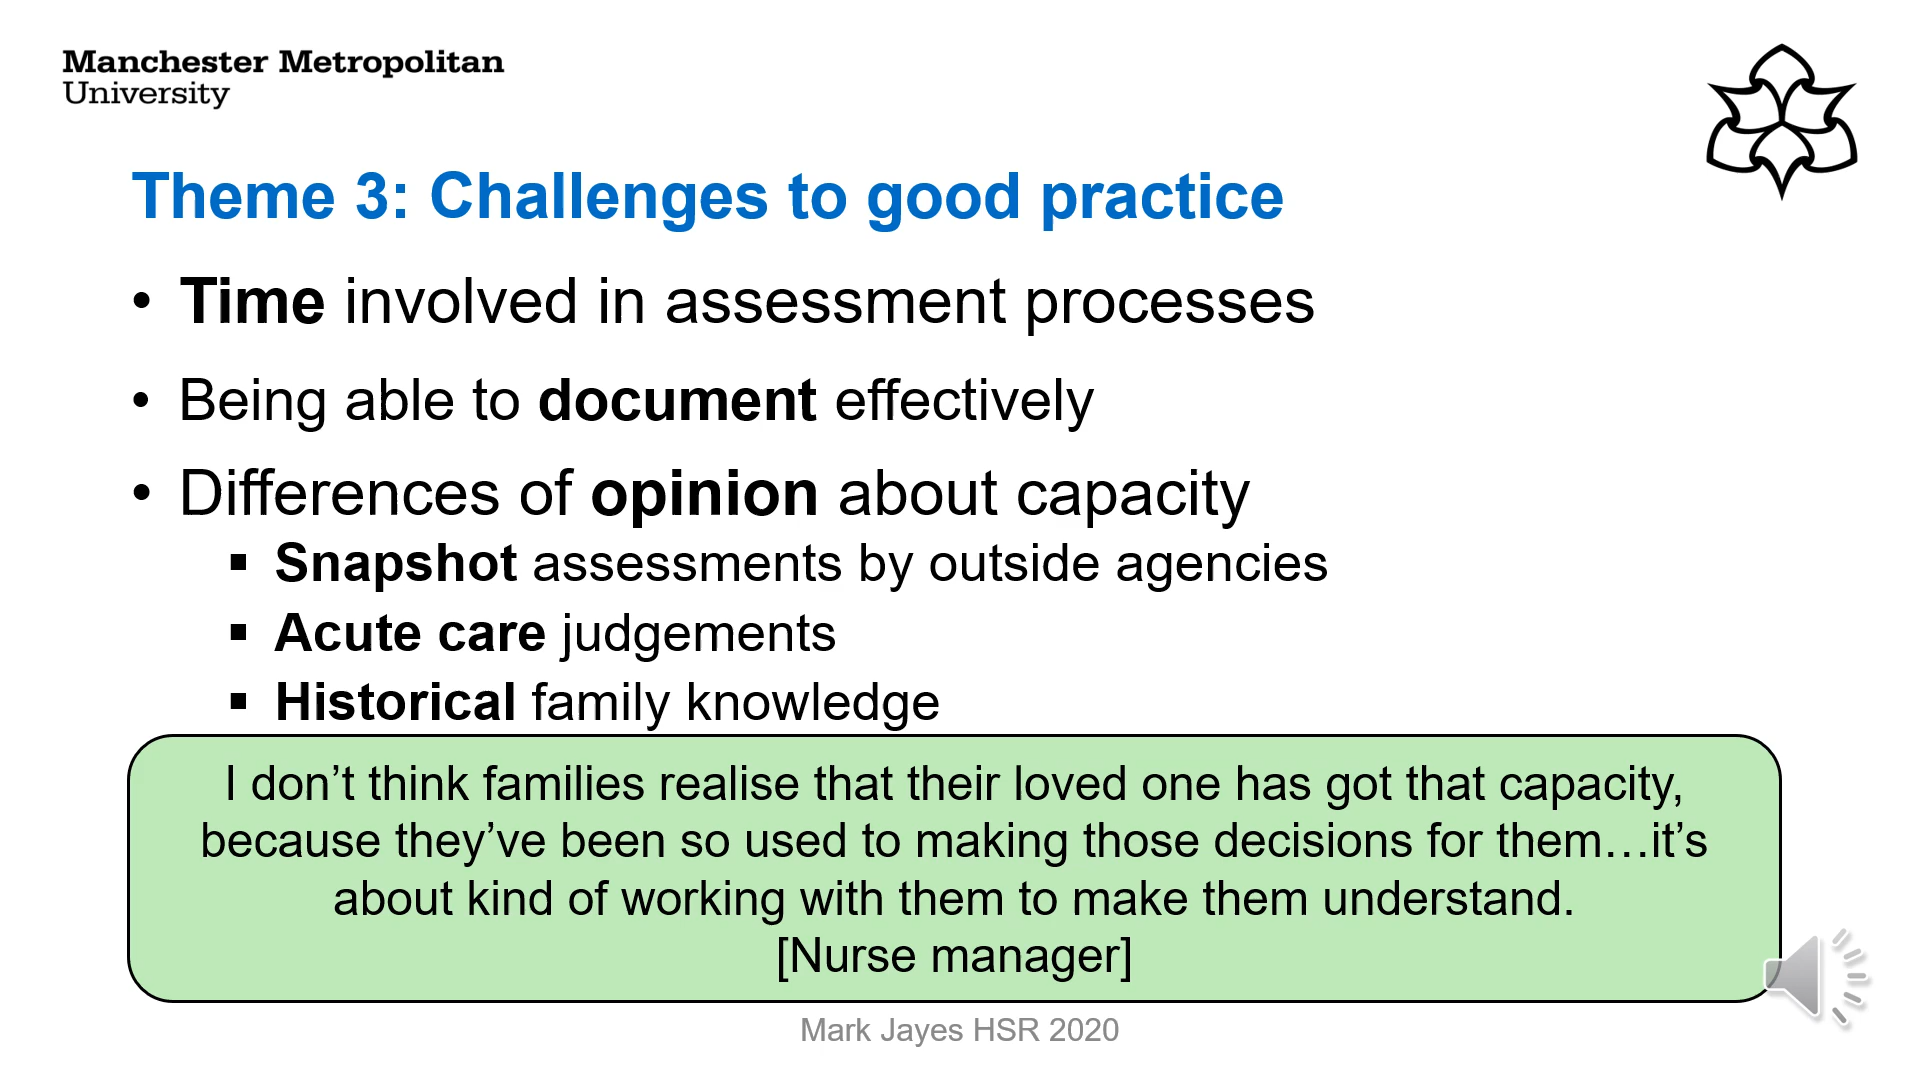 Manchester Metropolitan
University
Theme 3: Challenges to good practice
• Time involved in assessment processes
• Being able to document effectively
• Differences of opinion about capacity
▪ Snapshot assessments by outside agencies
▪ Acute care judgements
▪ Historical family knowledge
I don’t think families realise that their loved one has got that capacity,
because they’ve been so used to making those decisions for them…it’s
about kind of working with them to make them understand.
[Nurse manager]
Mark Jayes HSR 2020